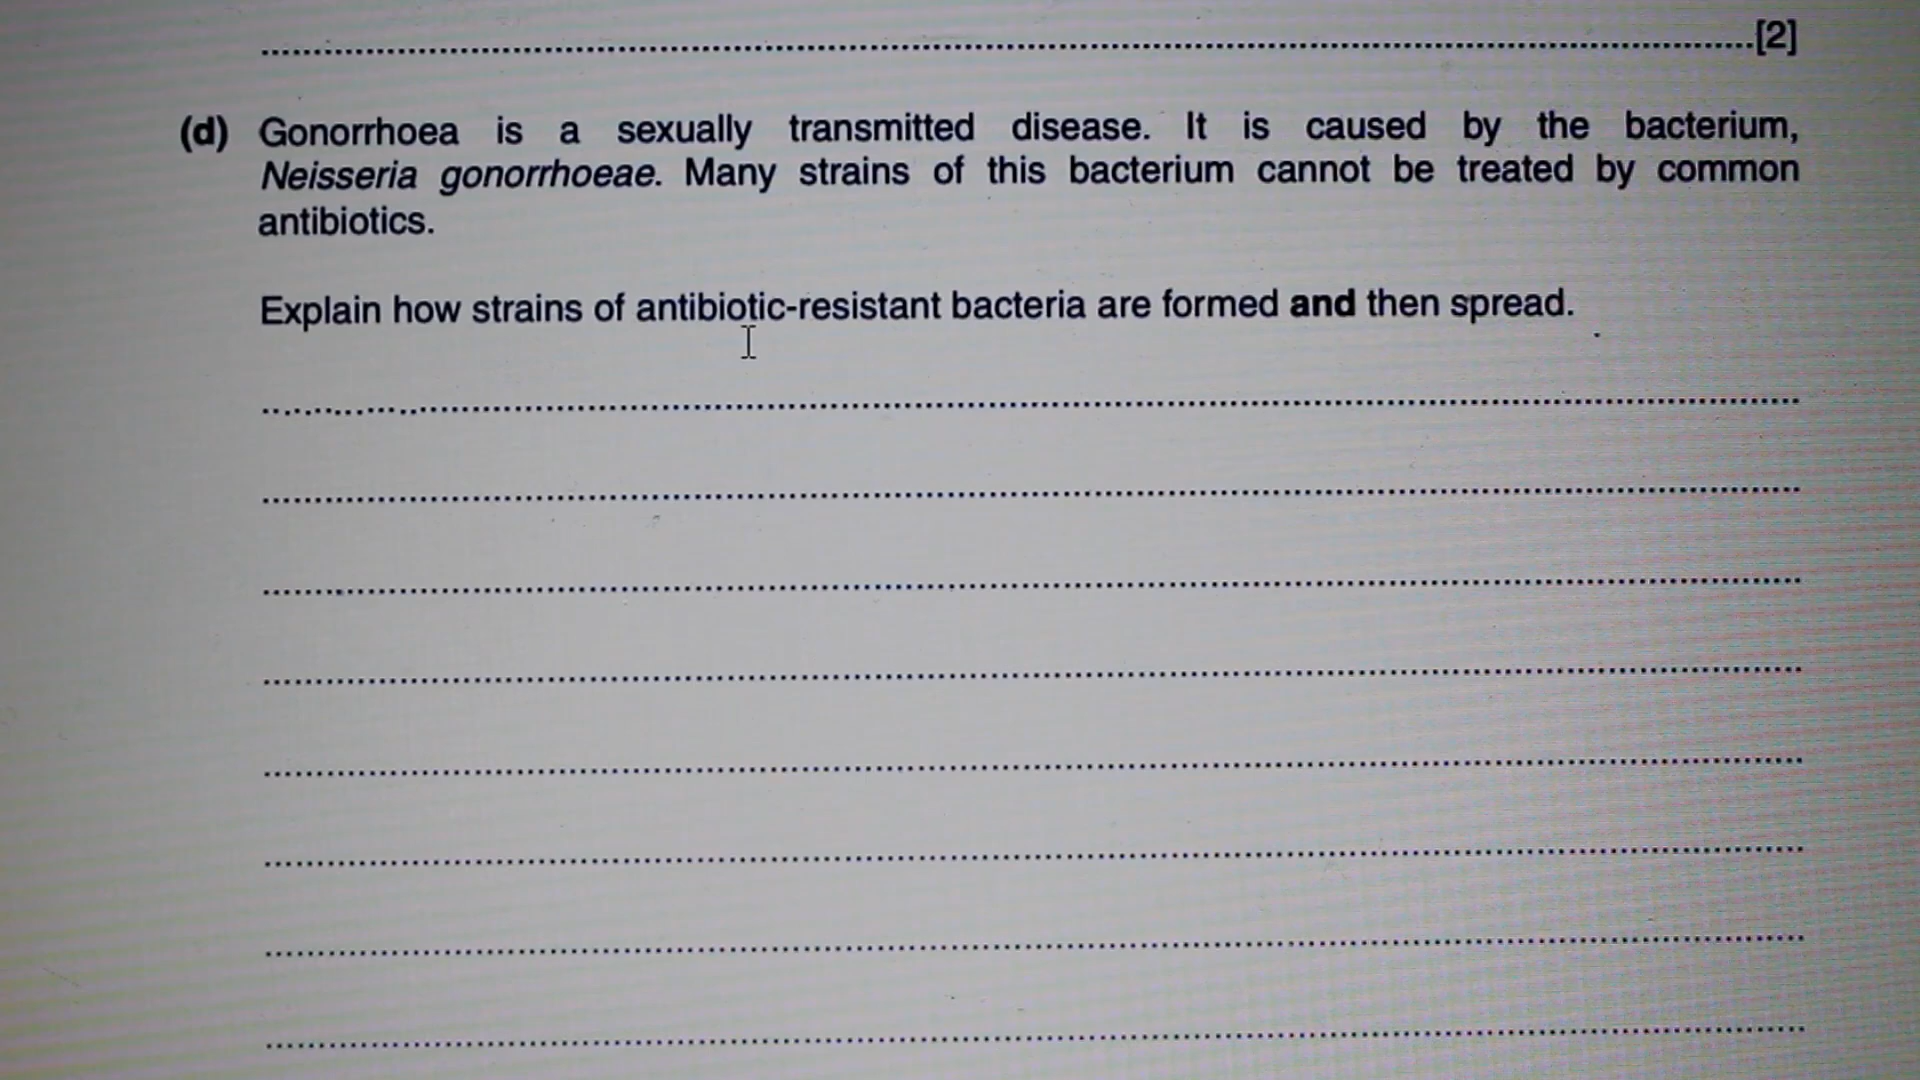 [2]
(d) Gonorrhoea is a sexually transmitted disease. It is caused by the bacterium,
Neisseria gonorrhoeae. Many strains of this bacterium cannot be treated by common
antibiotics.
Explain how strains of antibiotic-resistant bacteria are formed and then spread.